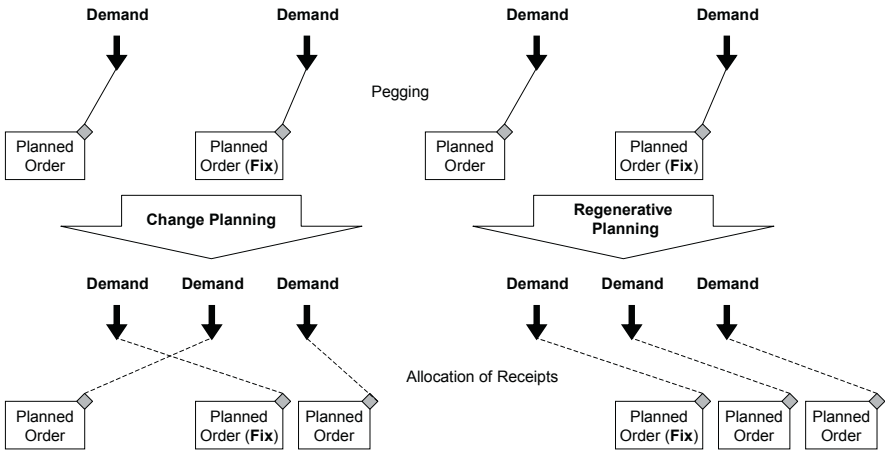 Demand Demand Demand Demand
Pegging
Planned
Order
Planned
Order (Fix)
Planned
Order
Planned
Order (Fix)
Change Planning
Regenerative
Planning
Demand Demand Demand Demand Demand Demand
Allocation of Receipts
Planned
Order
Planned
Order (Fix)
Planned
Order
Planned
Order (Fix)
Planned
Order
Planned
Order